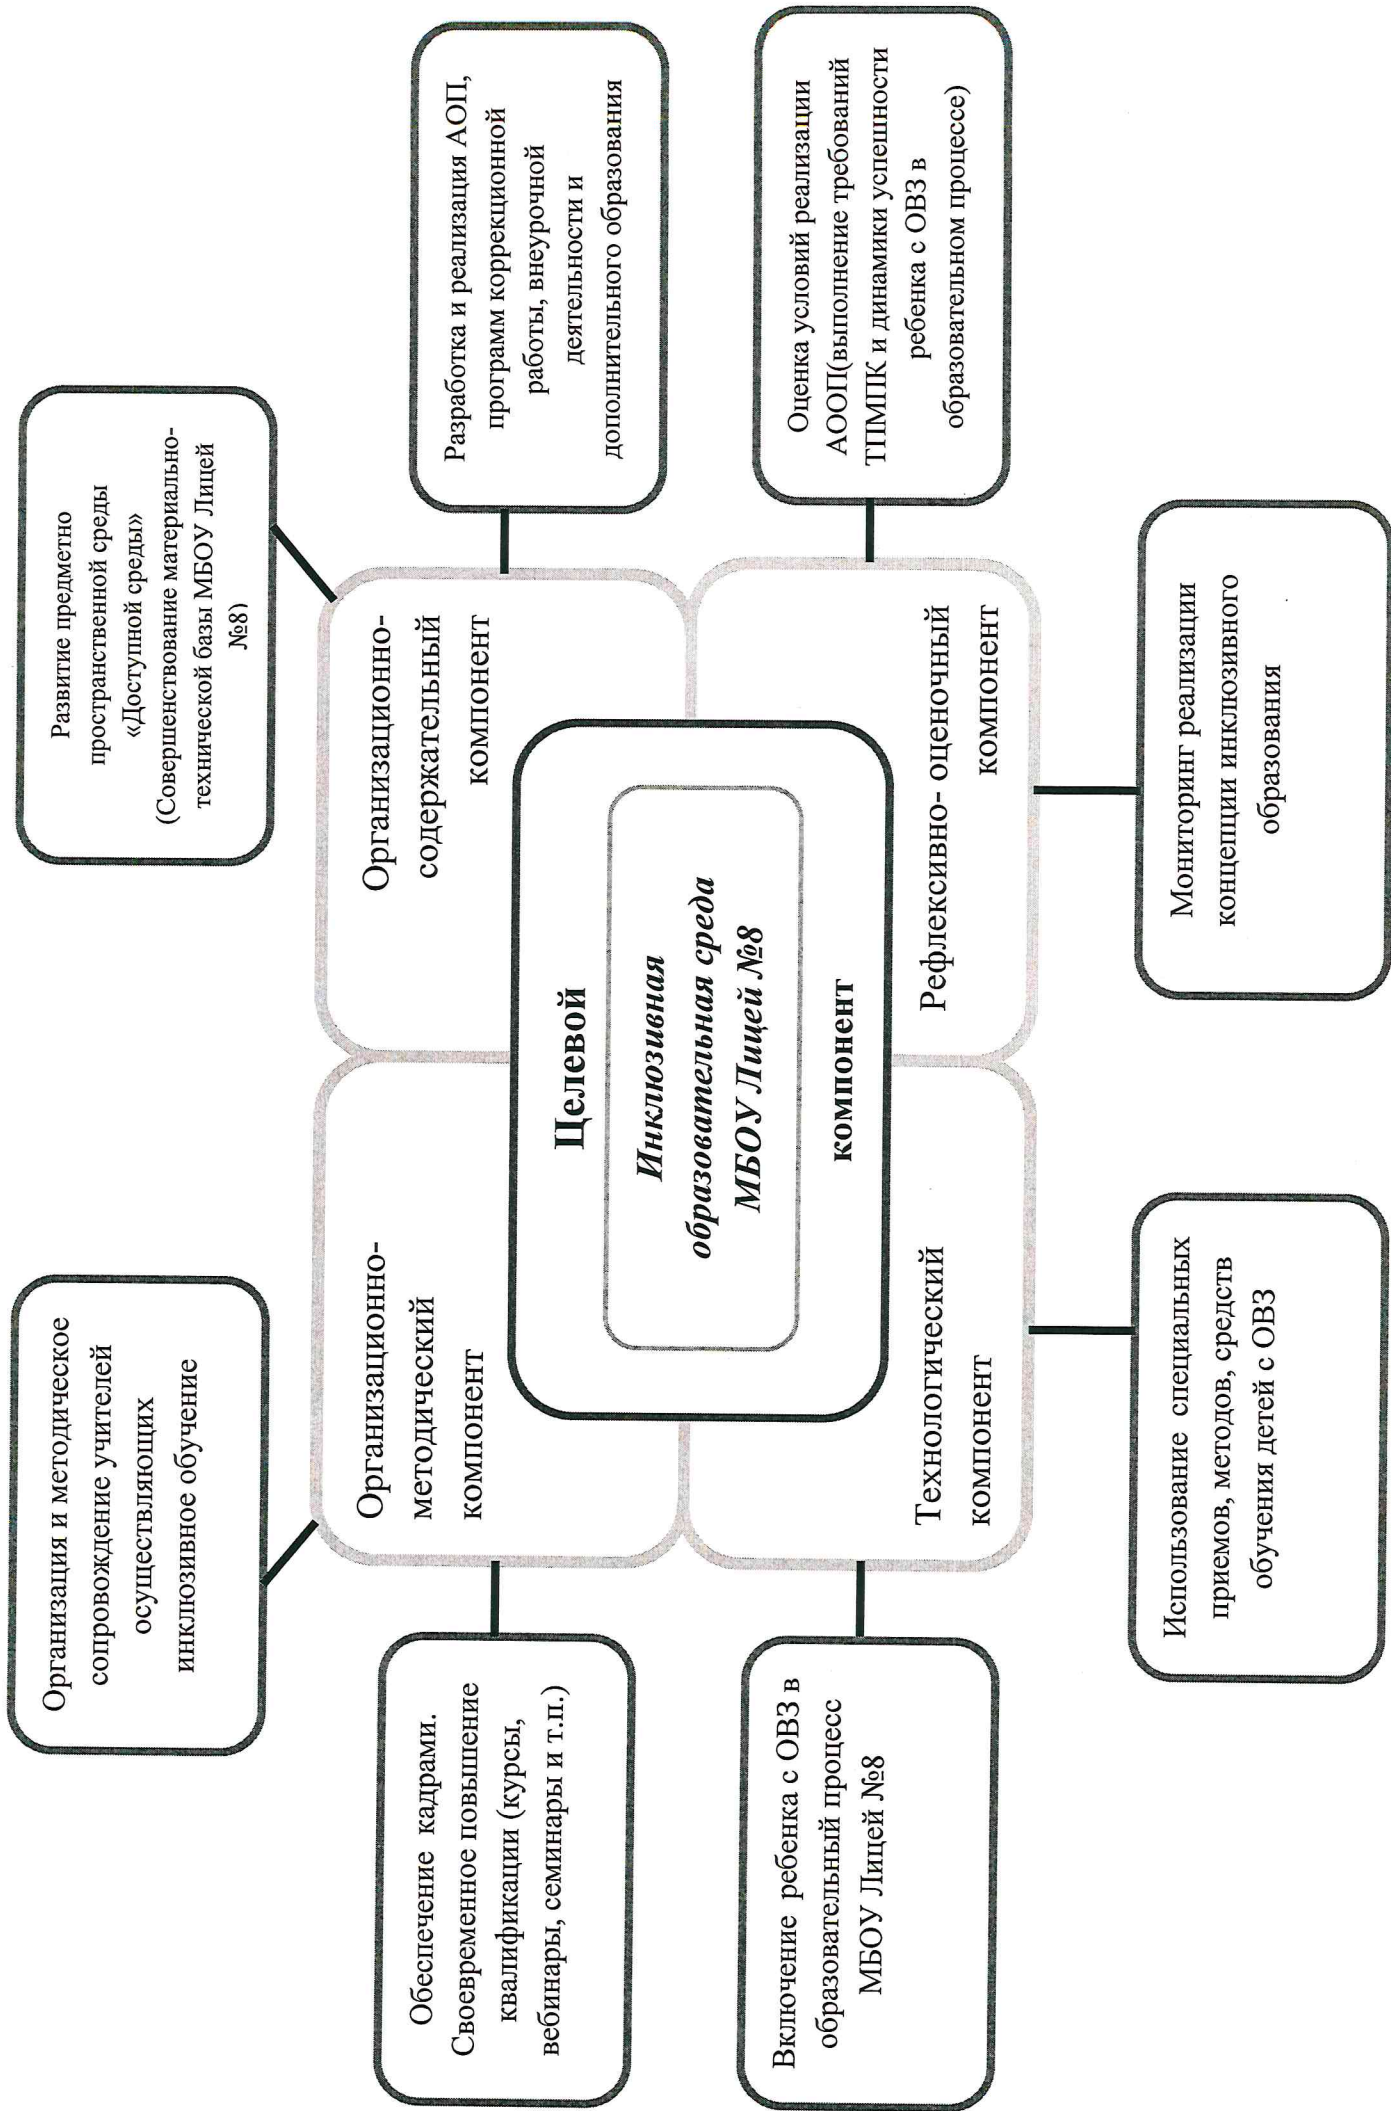 Организация и методическое
сопровождение учителей
осуществляющих
инклюзивное обучение
Развитие предметно
пространственной среды
«Доступной среды»
(Совершенствование материально-
технической базы МБОУ Лицей
№8)
Обеспечение кадрами.
Своевременное повышение
квалификации (курсы,
вебинары, семинары и т.п.)
Организационно-
методический
компонент
Организационно-
содержательный
компонент
Разработка и реализация АОП,
программ коррекционной
работы, внеурочной
деятельности и
дополнительного образования
Целевой
Инклюзивная
образовательная среда
МБОУ Лицей №8
компонент
Включение ребенка с ОВЗ в
образовательный процесс
МБОУ Лицей №8
Технологический
компонент
Рефлексивно- оценочный
компонент
Оценка условий реализации
АООП(выполнение требований
ТПМПК и динамики успешности
ребенка с ОВЗ в
образовательном процессе)
Использование специальных
приемов, методов, средств
обучения детей с ОВЗ
Мониторинг реализации
концепции инклюзивного
образования